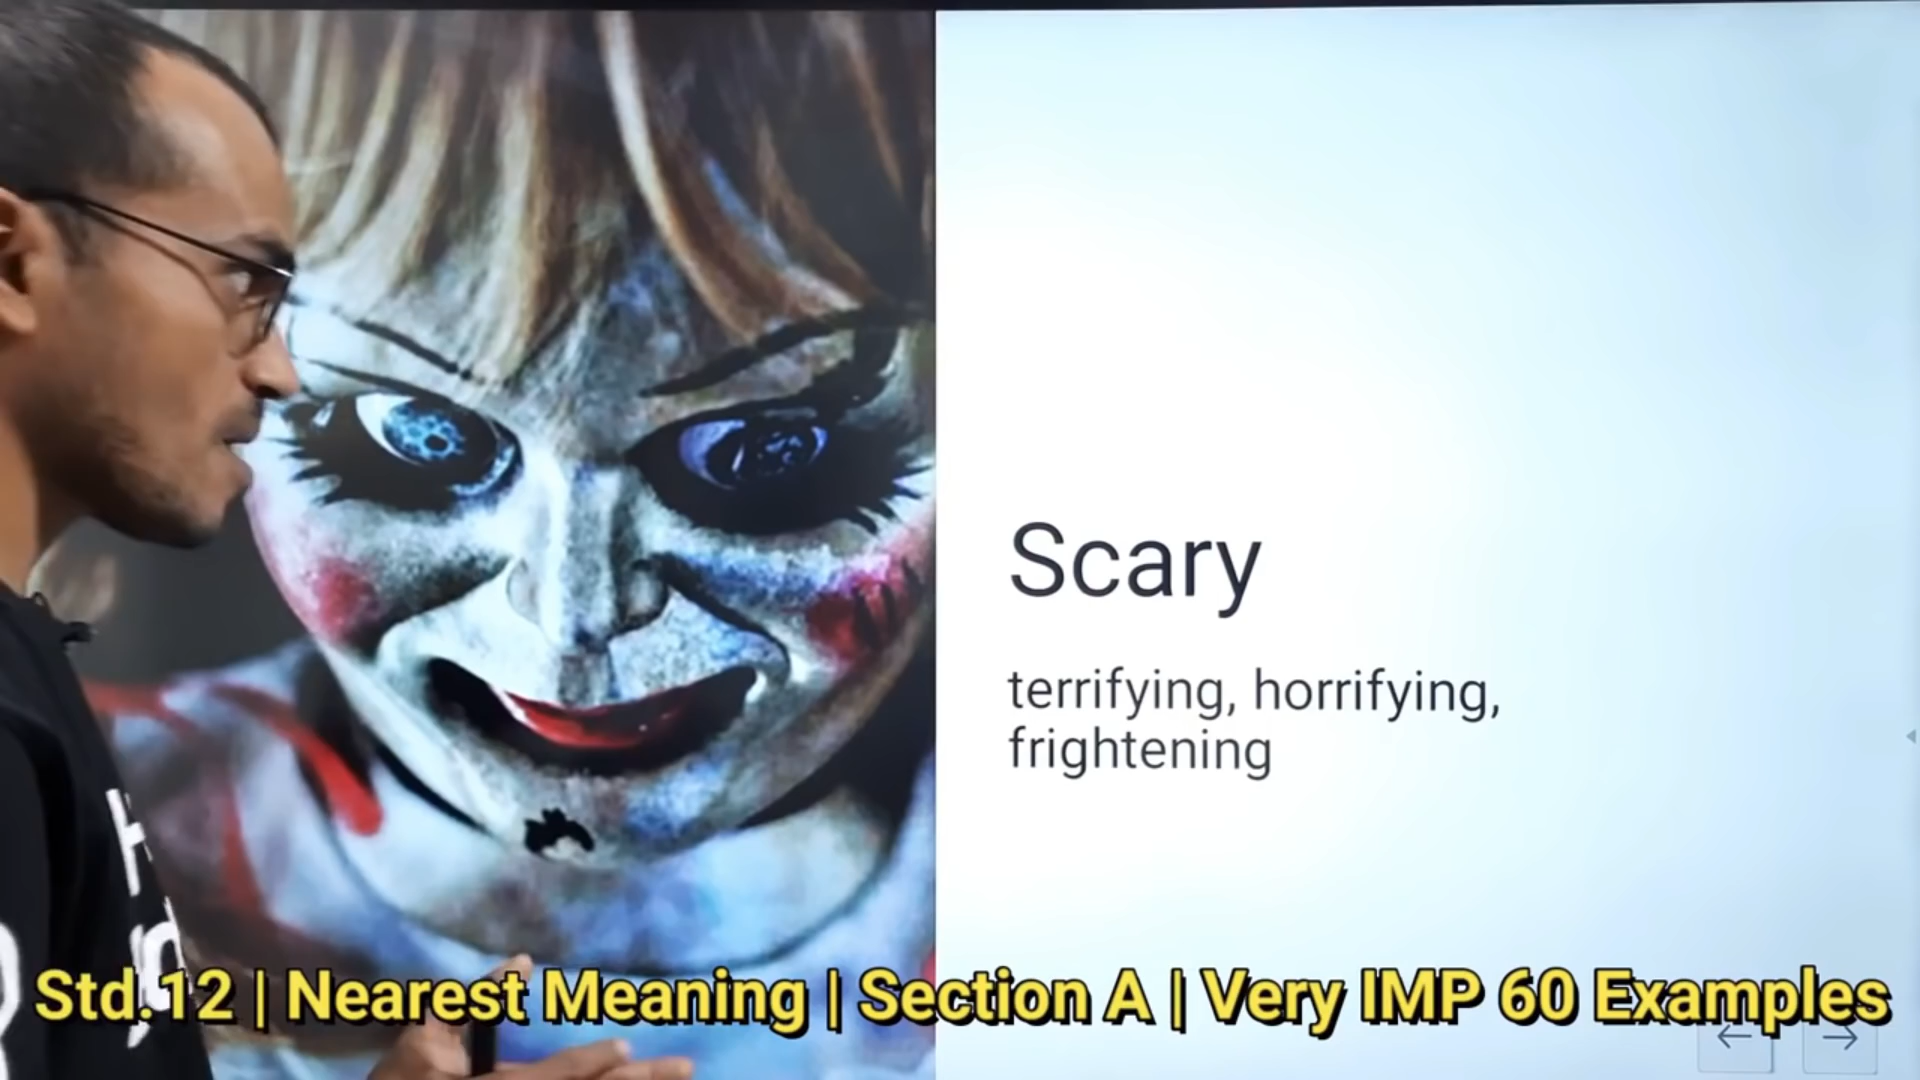 Scary
terrifying, horrifying,
frightening
Std.12 | Nearest Meaning | Section A | Very IMP 60 Examples